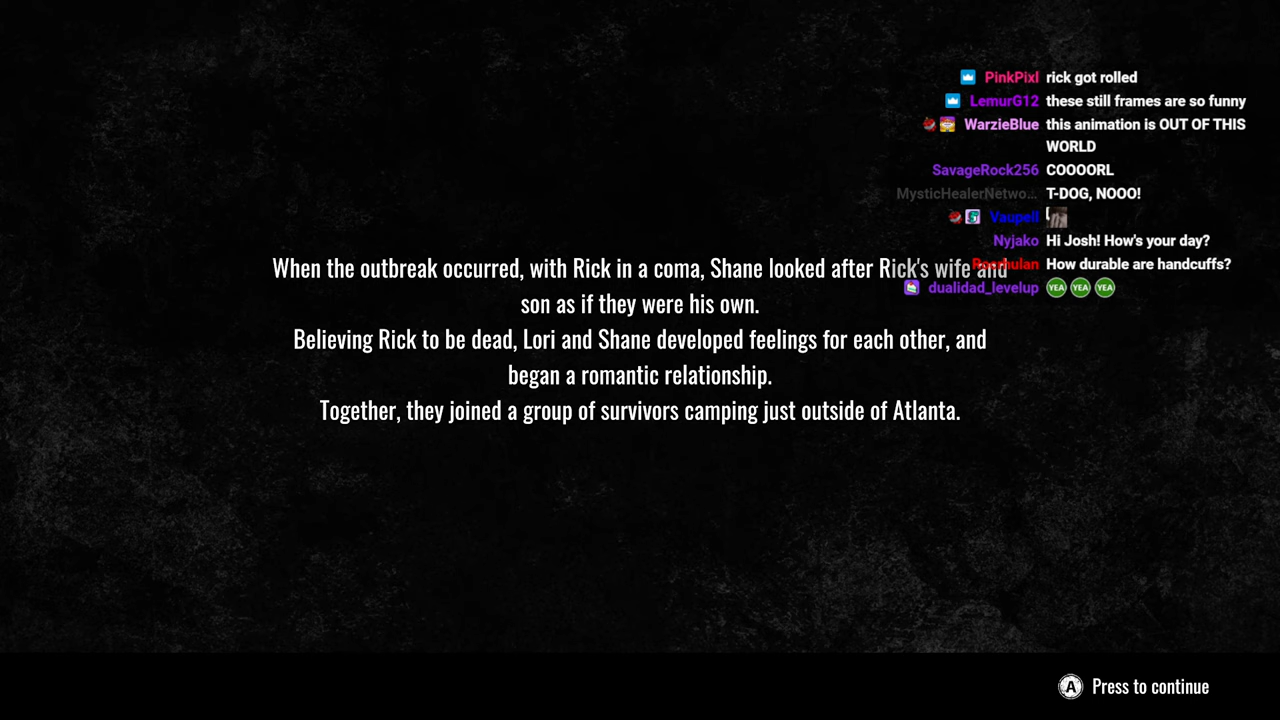 PinkPixl rick got rolled
LemurG12 these still frames are so funny
WarzieBlue this animation is OUT OF THIS
WORLD
SavageRock256 COOOORL
MysticHealerNetwo... T-DOG, NOOO!
Vaupell
Nyjako Hi Josh! How's your day?
How durable are handcuffs?
dualidad_levelup YEA YEA YEA
When the outbreak occurred, with Rick in a coma, Shane looked after Rick's wife and
son as if they were his own.
Believing Rick to be dead, Lori and Shane developed feelings for each other, and
began a romantic relationship.
Together, they joined a group of survivors camping just outside of Atlanta.
A Press to continue